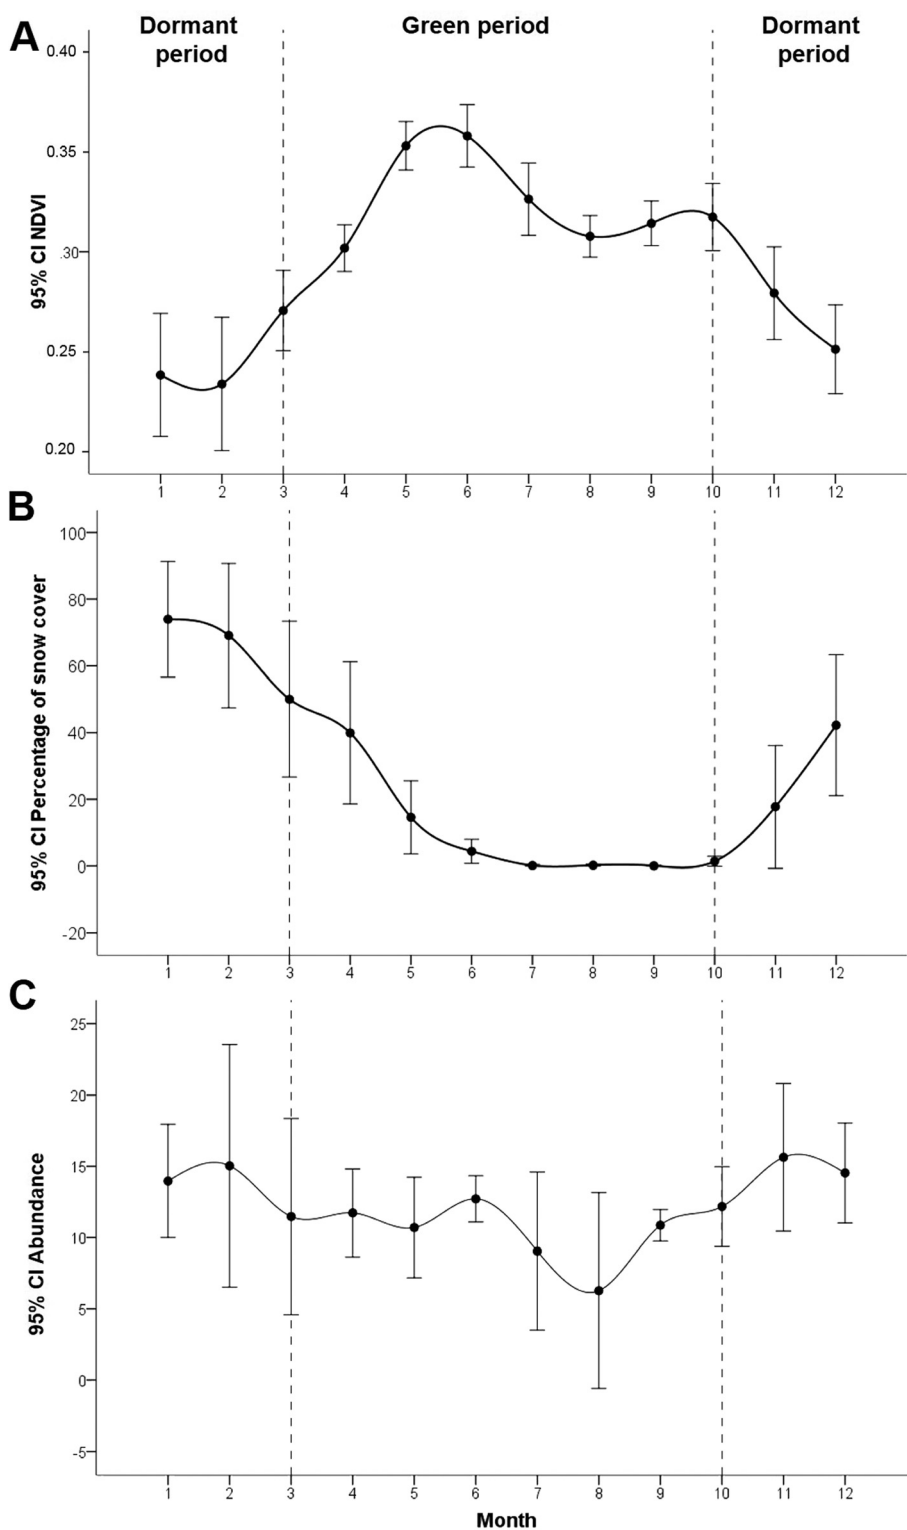 A
Dormant period
Green period
Dormant period
0.40
0.35
.30
0.25
0.20
95% CI NDVI
1 2 3 4 5 6 7 8 9 10 11 12
B
100
80
60
40
20
0
-20
95% CI Percentage of snow cover
1 2 3 4 5 6 7 8 9 10 11 12
C
25
20
15
10
5
0
-5
95% CI Abundance
1 2 3 4 5 6 7 8 9 10 11 12
Month